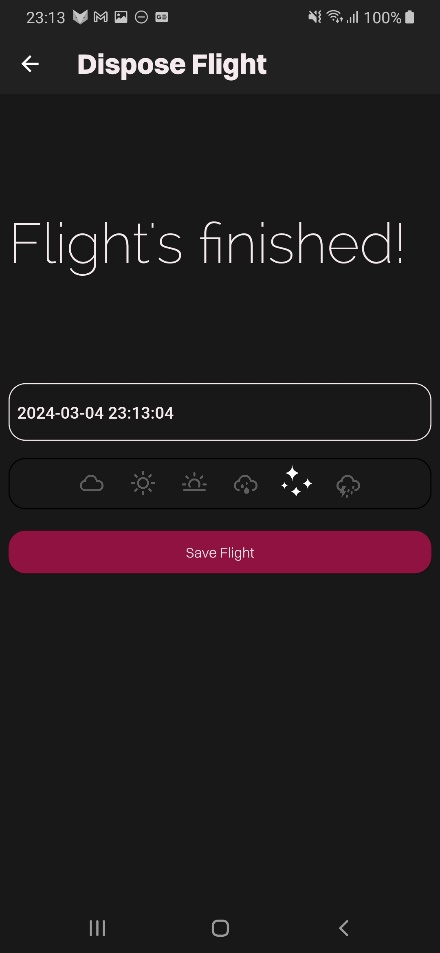 23:13 100%
Dispose Flight
Flight's finished!
2024-03-04 23:13:04
Save Flight